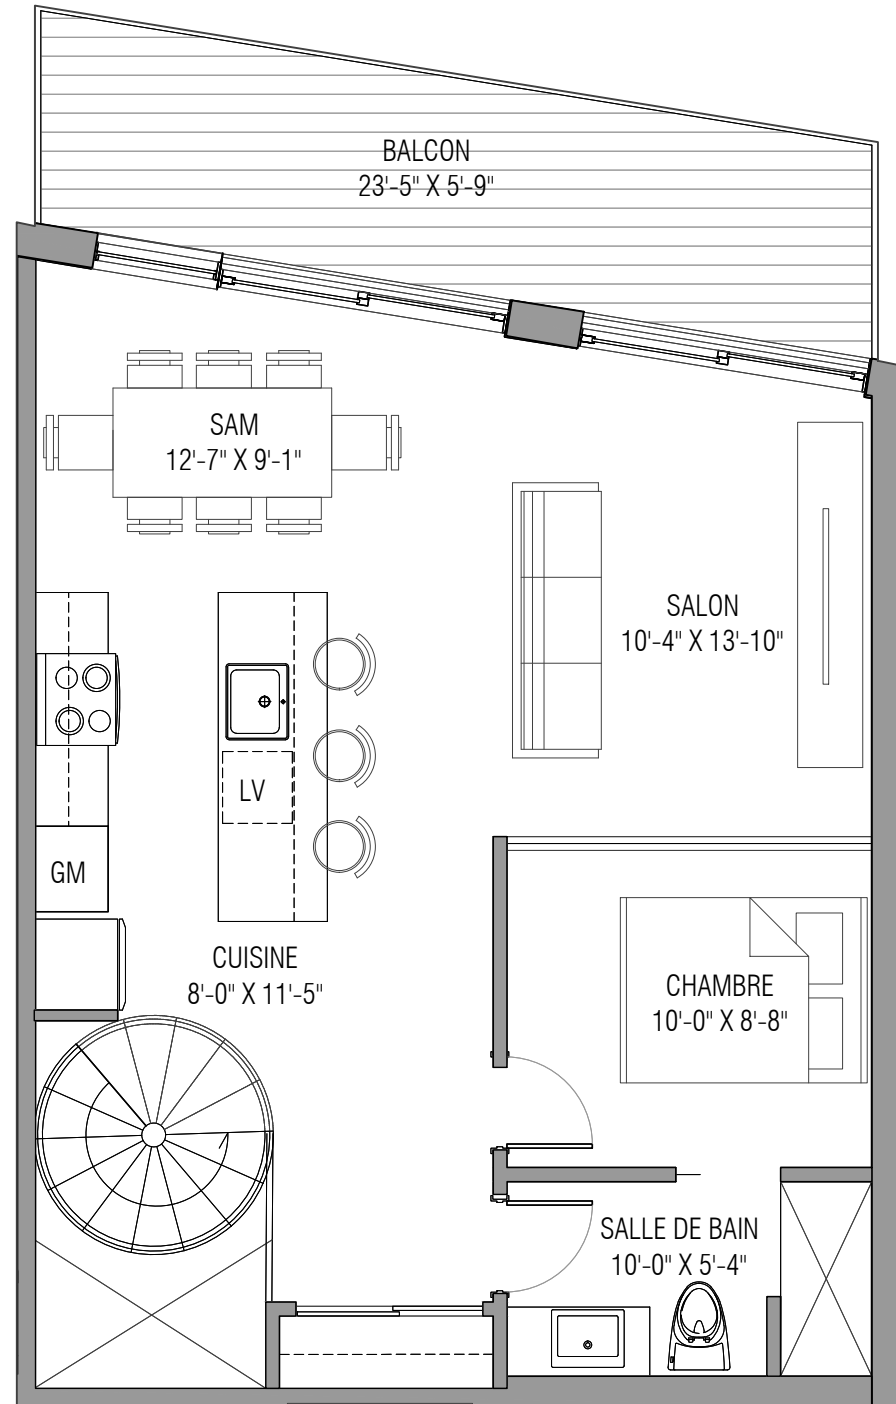 BALCON
23'-5" X 5'-9"
SAM
12'-7" X 9'-1"
SALON
10'-4" X 13'-10"
LV
GM
CUISINE
8'-0" X 11'-5"
CHAMBRE
10'-0" X 8'-8"
SALLE DE BAIN
10'-0" X 5'-4"